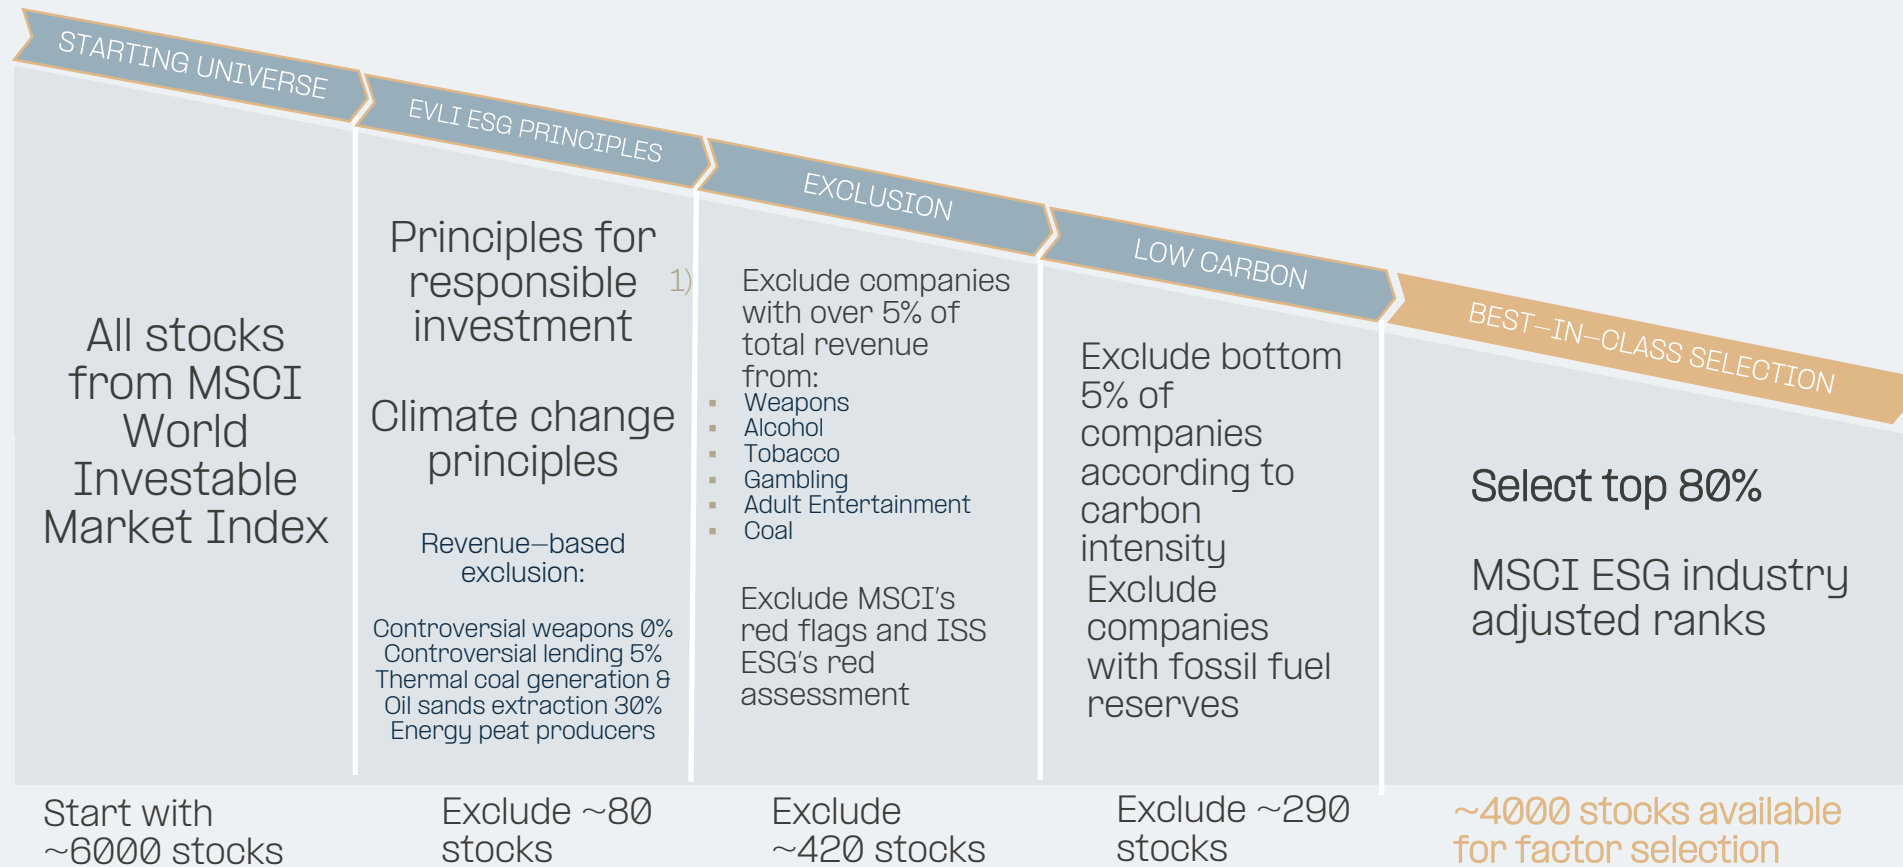 STARTING UNIVERSE
All stocks
from MSCI
World
Investable
Market Index
Start with
~6000 stocks
EVLI ESG PRINCIPLES
Principles for
responsible 1)
investment
Climate change
principles
Revenue–based
exclusion:
Controversial weapons 0%
Controversial lending 5%
Thermal coal generation &
Oil sands extraction 30%
Energy peat producers
Exclude ~80
stocks
EXCLUSION
Exclude companies
with over 5% of
total revenue
from:
▪ Weapons
▪ Alcohol
▪ Tobacco
▪ Gambling
▪ Adult Entertainment
▪ Coal
Exclude MSCI’s
red flags and ISS
ESG’s red
assessment
Exclude
~420 stocks
LOW CARBON
Exclude bottom
5% of
companies
according to
carbon
intensity
Exclude
companies
with fossil fuel
reserves
Exclude ~290
stocks
BEST–IN–CLASS SELECTION
Select top 80%
MSCI ESG industry
adjusted ranks
~4000 stocks available
for factor selection